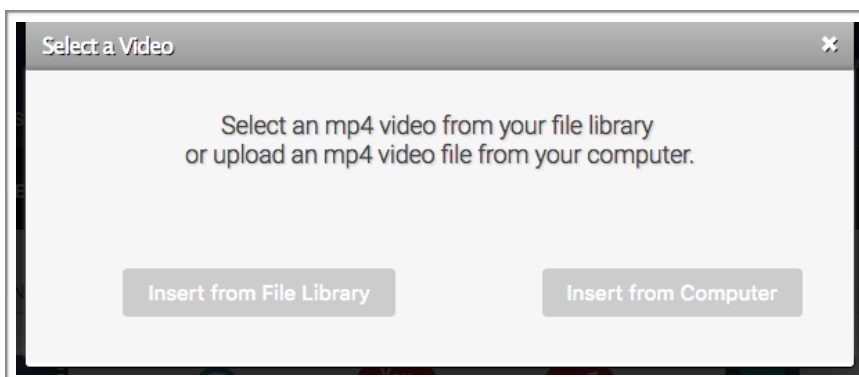 Select a Video
Select an mp4 video from your file library
or upload an mp4 video file from your computer.
Insert from File Library
Insert from Computer